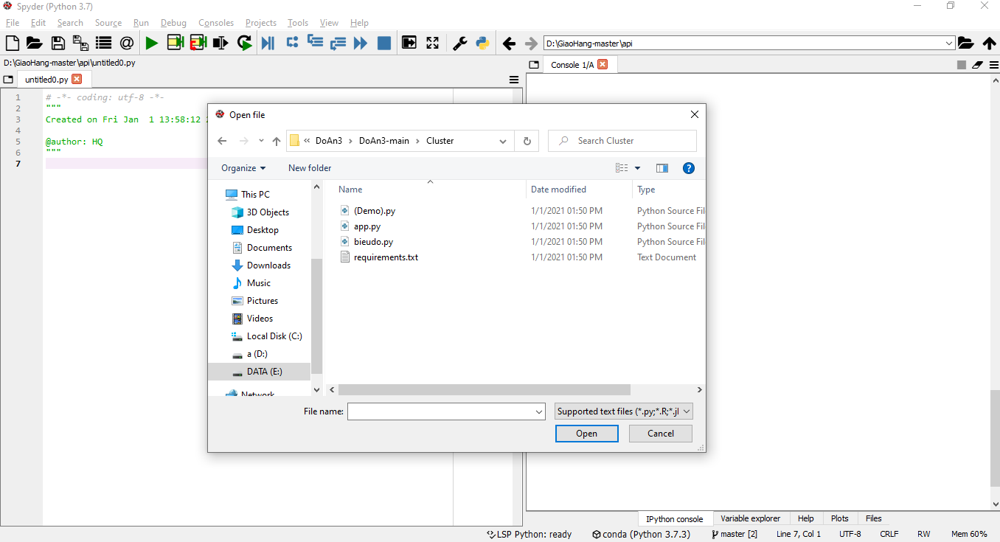 Spyder (Python 3.7)
File Edit Search Source Run Debug Consoles Projects Tools View Help
D:\GiaoHang-master\api
D:\GiaoHang-master\api\untitled0.py
untitled0.py
Console 1/A
1 # -*- coding: utf-8 -*-
2 """
3 Created on Fri Jan  1 13:58:12
4
5 @author: HQ
6 """
7
Open file
« DoAn3 › DoAn3-main › Cluster
Search Cluster
Organize New folder
Name Date modified Type
This PC
3D Objects
Desktop
Documents
Downloads
Music
Pictures
Videos
Local Disk (C:)
a (D:)
DATA (E:)
Network
(Demo).py 1/1/2021 01:50 PM Python Source Fil
app.py 1/1/2021 01:50 PM Python Source Fil
bieudo.py 1/1/2021 01:50 PM Python Source Fil
requirements.txt 1/1/2021 01:50 PM Text Document
File name: Supported text files (*.py;*.R;*.jl
Open Cancel
IPython console Variable explorer Help Plots Files
LSP Python: ready conda (Python 3.7.3) master [2] Line 7, Col 1 UTF-8 CRLF RW Mem 60%